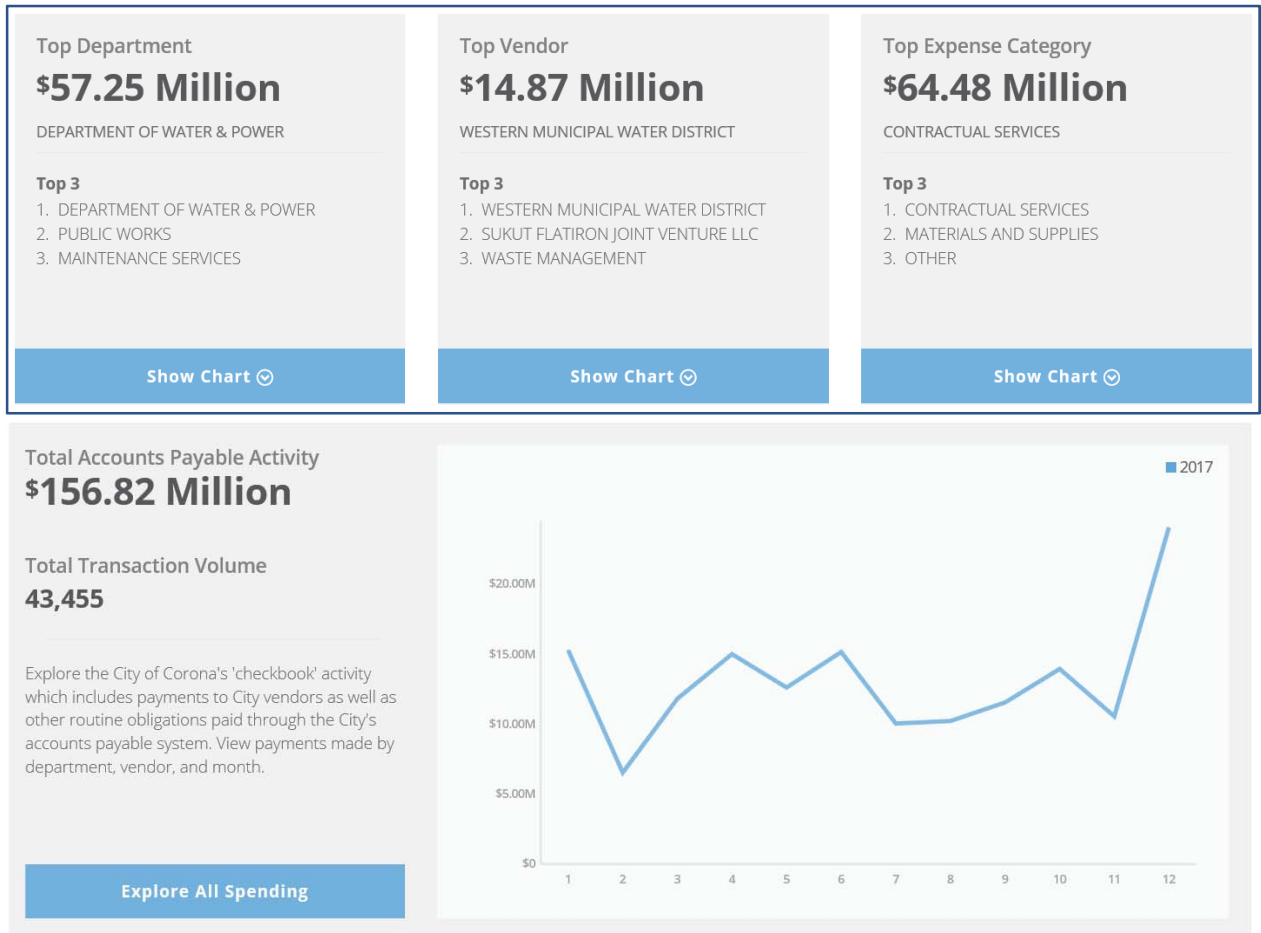 Top Department
$57.25 Million
DEPARTMENT OF WATER & POWER
Top 3
1. DEPARTMENT OF WATER & POWER
2. PUBLIC WORKS
3. MAINTENANCE SERVICES
Show Chart
Top Vendor
$14.87 Million
WESTERN MUNICIPAL WATER DISTRICT
Top 3
1. WESTERN MUNICIPAL WATER DISTRICT
2. SUKUT FLATIRON JOINT VENTURE LLC
3. WASTE MANAGEMENT
Show Chart
Top Expense Category
$64.48 Million
CONTRACTUAL SERVICES
Top 3
1. CONTRACTUAL SERVICES
2. MATERIALS AND SUPPLIES
3. OTHER
Show Chart
Total Accounts Payable Activity
$156.82 Million
Total Transaction Volume
43,455
Explore the City of Corona's 'checkbook' activity
which includes payments to City vendors as well as
other routine obligations paid through the City's
accounts payable system. View payments made by
department, vendor, and month.
Explore All Spending
2017
$20.00M
$15.00M
$10.00M
$5.00M
$0
1 2 3 4 5 6 7 8 9 10 11 12